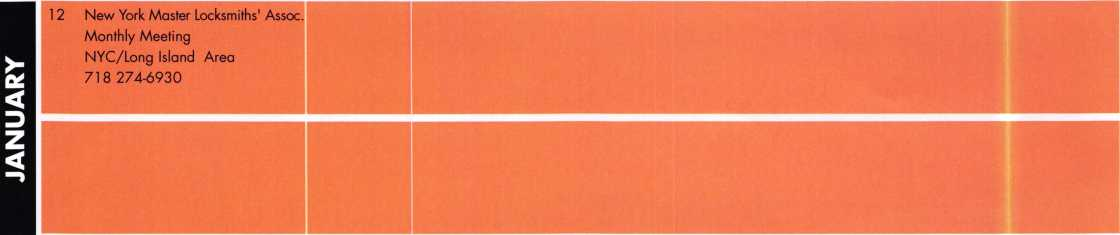 JANUARY
12 New York Master Locksmiths' Assoc.
Monthly Meeting
NYC/Long Island Area
718 274-6930